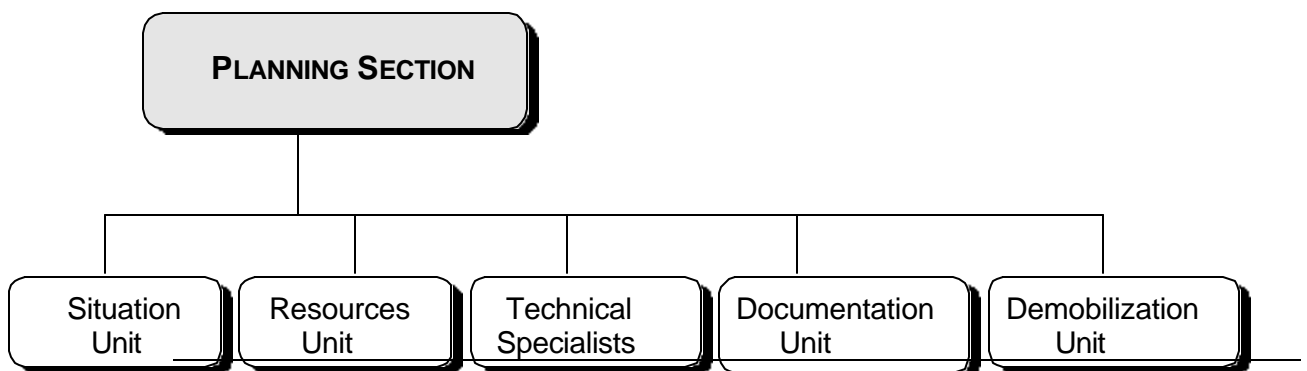 PLANNING SECTION
Situation
Unit
Resources
Unit
Technical
Specialists
Documentation
Unit
Demobilization
Unit